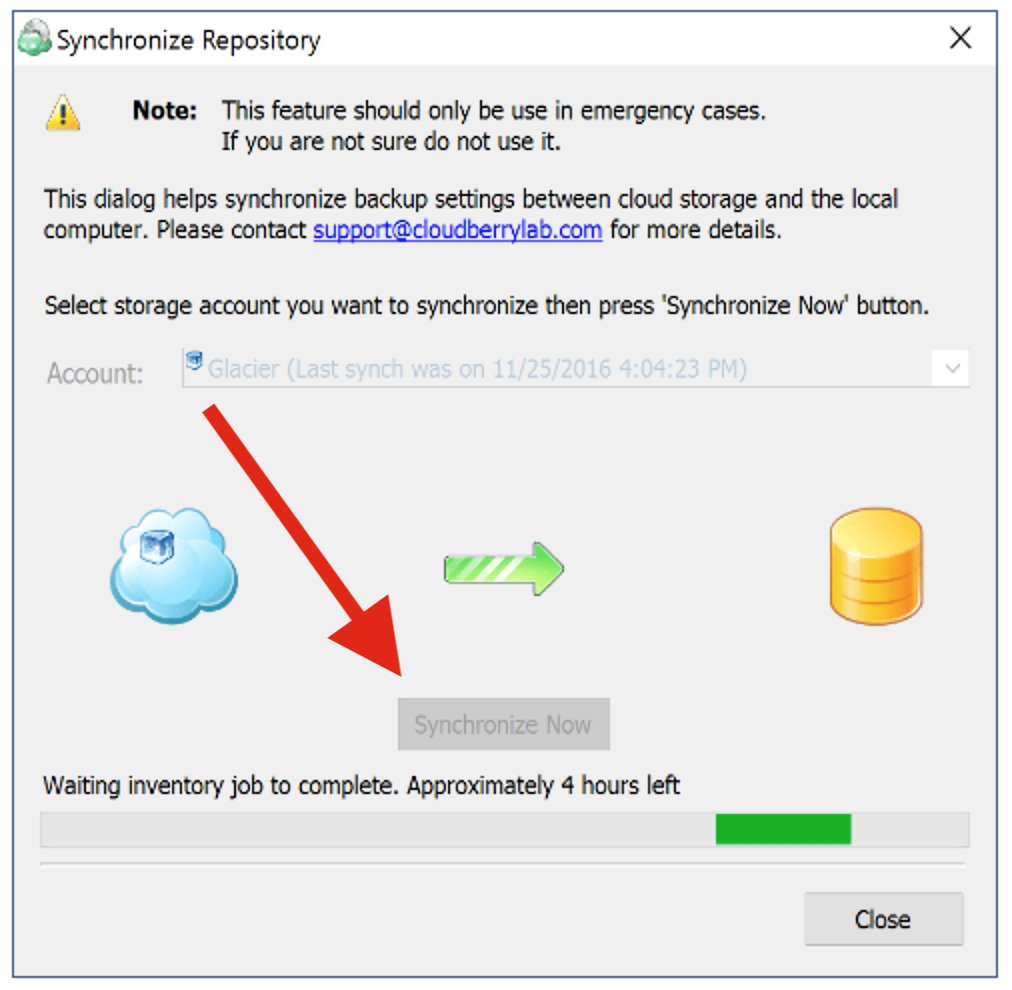 Synchronize Repository
Note: This feature should only be use in emergency cases.
If you are not sure do not use it.
This dialog helps synchronize backup settings between cloud storage and the local
computer. Please contact support@cloudberrylab.com for more details.
Select storage account you want to synchronize then press 'Synchronize Now' button.
Account: Glacier (Last synch was on 11/25/2016 4:04:23 PM)
Synchronize Now
Waiting inventory job to complete. Approximately 4 hours left
Close